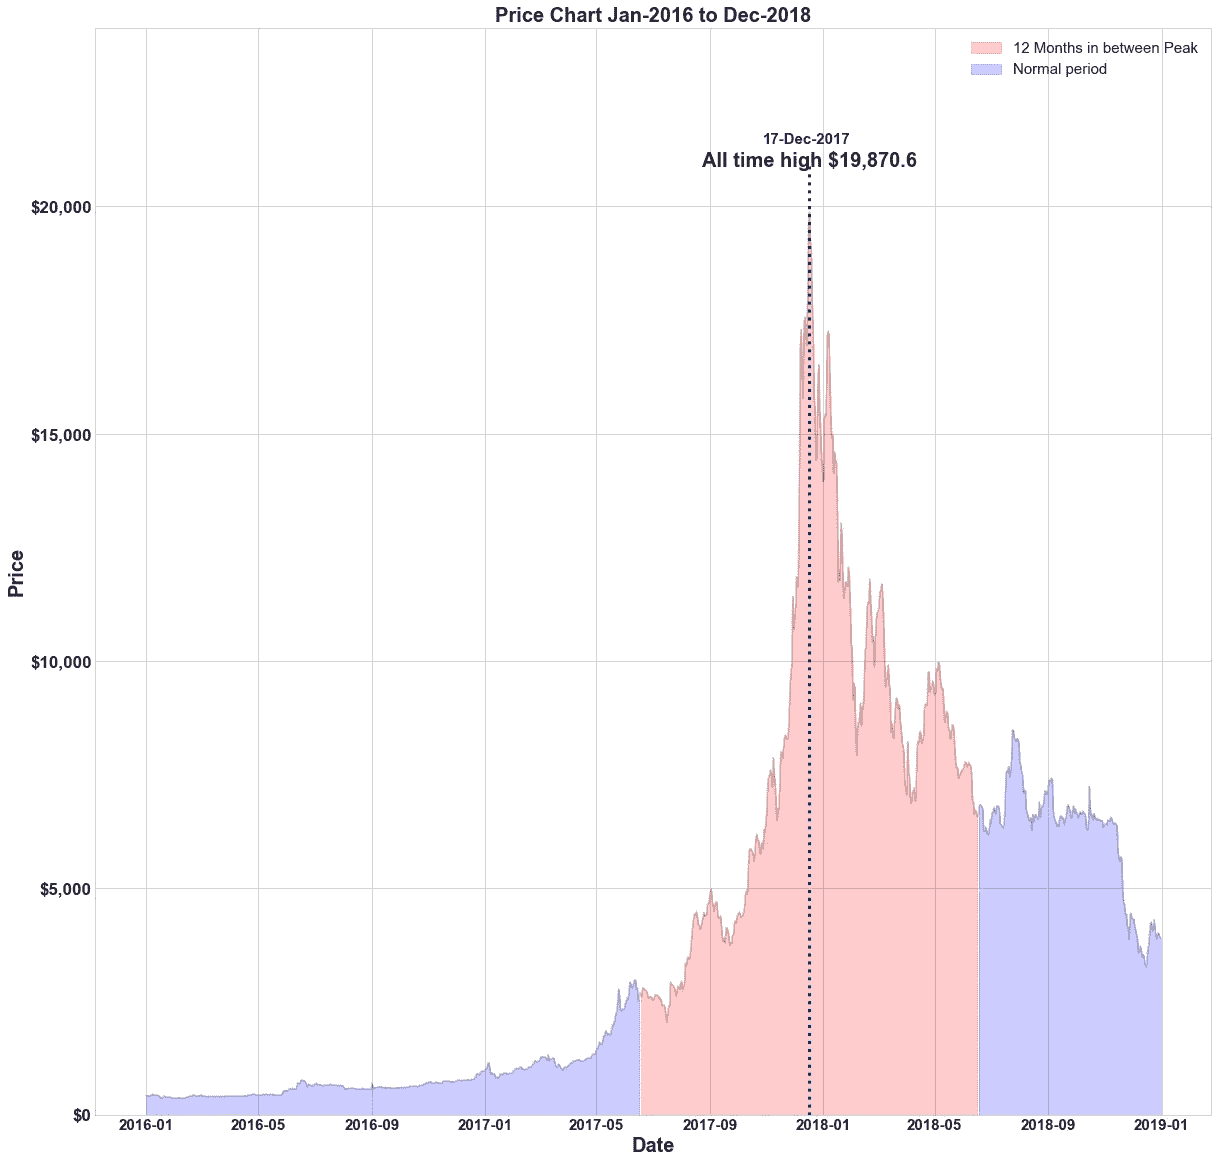 Price Chart Jan-2016 to Dec-2018
12 Months in between Peak
Normal period
17-Dec-2017
All time high $19,870.6
$20,000
$15,000
$10,000
$5,000
$0
Price
2016-01 2016-05 2016-09 2017-01 2017-05 2017-09 2018-01 2018-05 2018-09 2019-01
Date